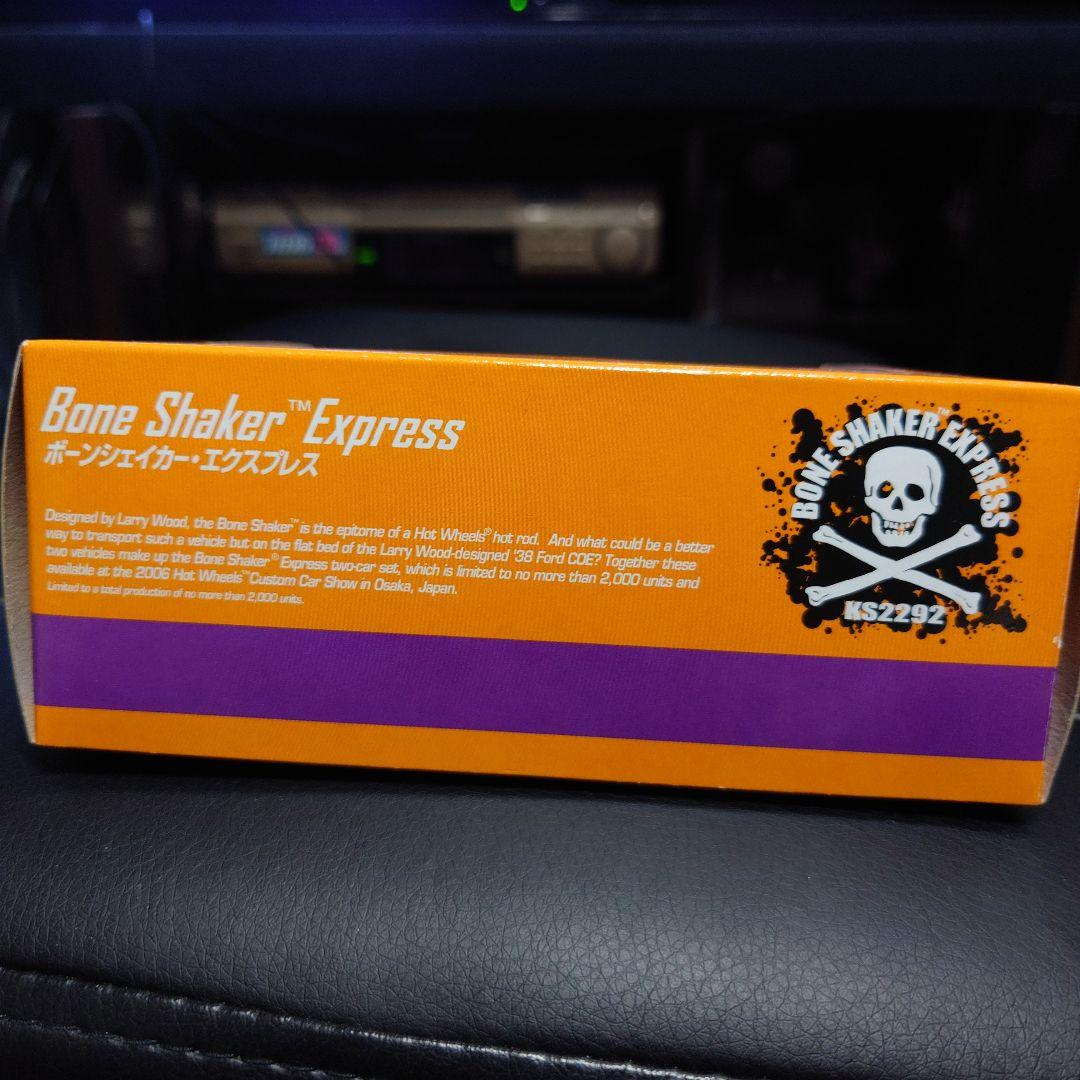 Bone Shaker™ Express
ボーンシェイカー・エクスプレス
Designed by Larry Wood, the Bone Shaker™ is the epitome of a Hot Wheels® hot rod.  And what could be a better
way to transport such a vehicle but on the flat bed of the Larry Wood-designed '38 Ford COE? Together these
two vehicles make up the Bone Shaker® Express two-car set, which is limited to no more than 2,000 units and
available at the 2006 Hot Wheels™ Custom Car Show in Osaka, Japan.
Limited to a total production of no more than 2,000 units.
BONE SHAKER EXPRESS™
KS2292